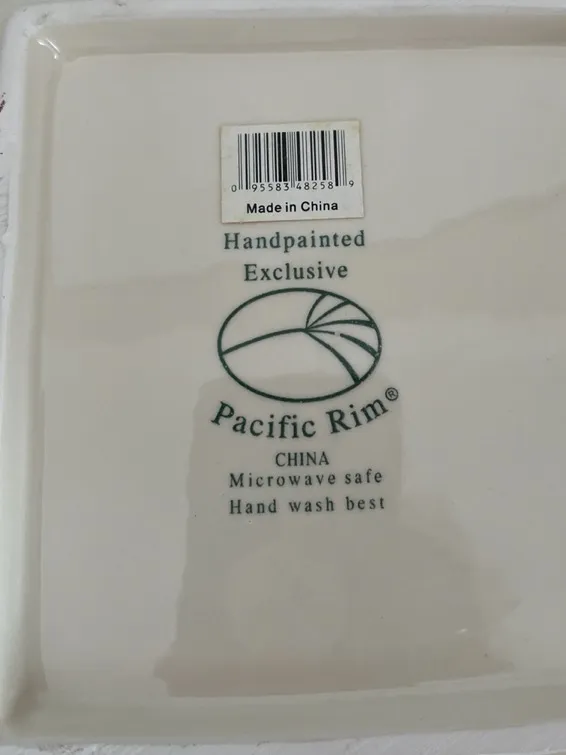 0 95583 48258 9
Made in China
Handpainted
Exclusive
Pacific Rim®
CHINA
Microwave safe
Hand wash best